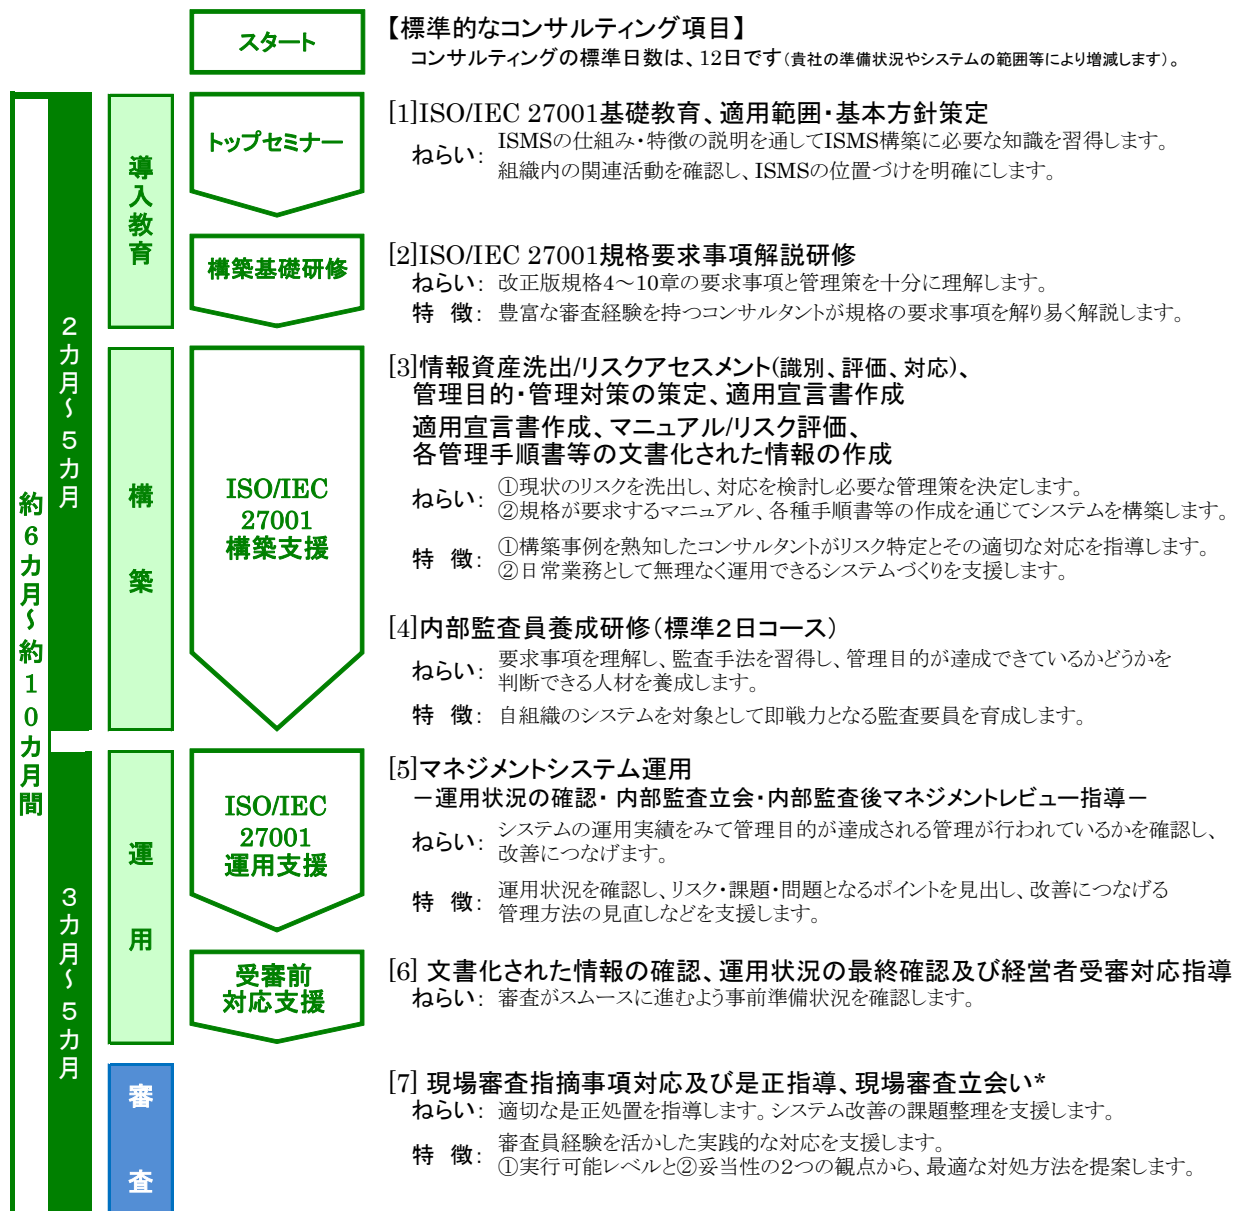 スタート
【標準的なコンサルティング項目】
コンサルティングの標準日数は、12日です(貴社の準備状況やシステムの範囲等により増減します)。
約6カ月～約10カ月間
2カ月～5カ月
導入教育
トップセミナー
[1]ISO/IEC 27001基礎教育、適用範囲・基本方針策定
ねらい: ISMSの仕組み・特徴の説明を通してISMS構築に必要な知識を習得します。
組織内の関連活動を確認し、ISMSの位置づけを明確にします。
構築基礎研修
[2]ISO/IEC 27001規格要求事項解説研修
ねらい: 改正版規格4～10章の要求事項と管理策を十分に理解します。
特 徴: 豊富な審査経験を持つコンサルタントが規格の要求事項を解り易く解説します。
構築
ISO/IEC
27001
構築支援
[3]情報資産洗出/リスクアセスメント(識別、評価、対応)、
管理目的・管理対策の策定、適用宣言書作成
適用宣言書作成、マニュアル/リスク評価、
各管理手順書等の文書化された情報の作成
ねらい: ①現状のリスクを洗出し、対応を検討し必要な管理策を決定します。
②規格が要求するマニュアル、各種手順書等の作成を通じてシステムを構築します。
特 徴: ①構築事例を熟知したコンサルタントがリスク特定とその適切な対応を指導します。
②日常業務として無理なく運用できるシステムづくりを支援します。
[4]内部監査員養成研修(標準2日コース)
ねらい: 要求事項を理解し、監査手法を習得し、管理目的が達成できているかどうかを
判断できる人材を養成します。
特 徴: 自組織のシステムを対象として即戦力となる監査要員を育成します。
3カ月～5カ月
運用
ISO/IEC
27001
運用支援
[5]マネジメントシステム運用
－運用状況の確認・ 内部監査立会・内部監査後マネジメントレビュー指導－
ねらい: システムの運用実績をみて管理目的が達成される管理が行われているかを確認し、
改善につなげます。
特 徴: 運用状況を確認し、リスク・課題・問題となるポイントを見出し、改善につなげる
管理方法の見直しなどを支援します。
受審前
対応支援
[6] 文書化された情報の確認、運用状況の最終確認及び経営者受審対応指導
ねらい: 審査がスムースに進むよう事前準備状況を確認します。
審査
[7] 現場審査指摘事項対応及び是正指導、現場審査立会い*
ねらい: 適切な是正処置を指導します。システム改善の課題整理を支援します。
特 徴: 審査員経験を活かした実践的な対応を支援します。
①実行可能レベルと②妥当性の2つの観点から、最適な対処方法を提案します。